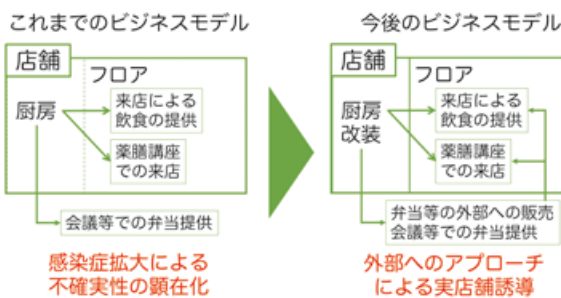 これまでのビジネスモデル
店舗
フロア
厨房
来店による
飲食の提供
薬膳講座
での来店
会議等での弁当提供
感染症拡大による
不確実性の顕在化
今後のビジネスモデル
店舗
フロア
厨房
改装
来店による
飲食の提供
薬膳講座
での来店
弁当等の外部への販売
会議等での弁当提供
外部へのアプローチ
による実店舗誘導